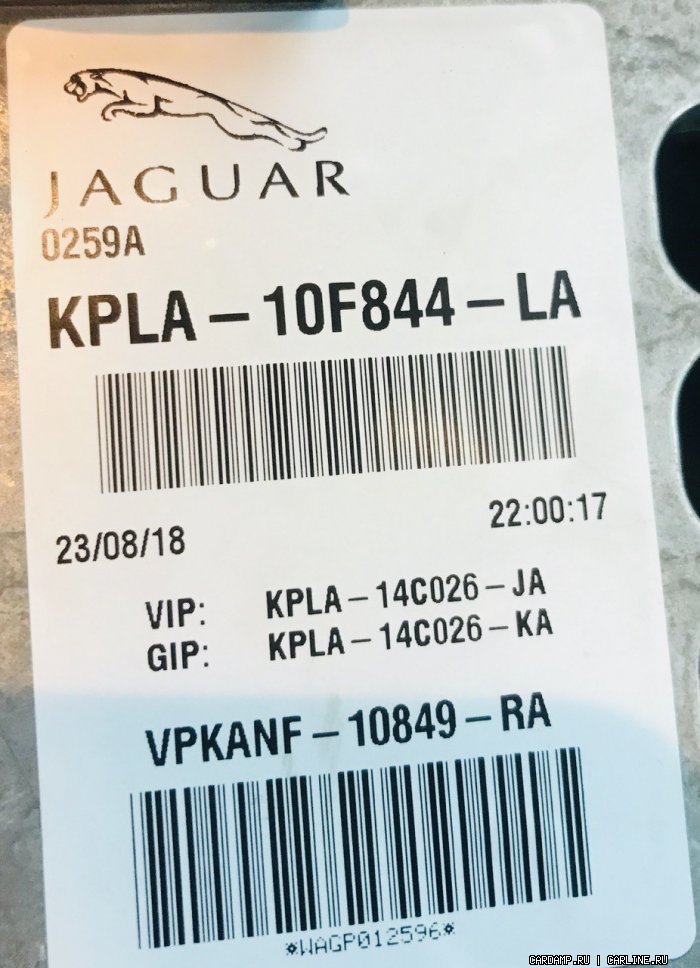 JAGUAR
0259A
KPLA-10F844-LA
23/08/18 22:00:17
VIP: KPLA-14C026-JA
GIP: KPLA-14C026-KA
VPKANF-10849-RA
*WAGP012596*
CARDAMP.RU | CARLINE.RU